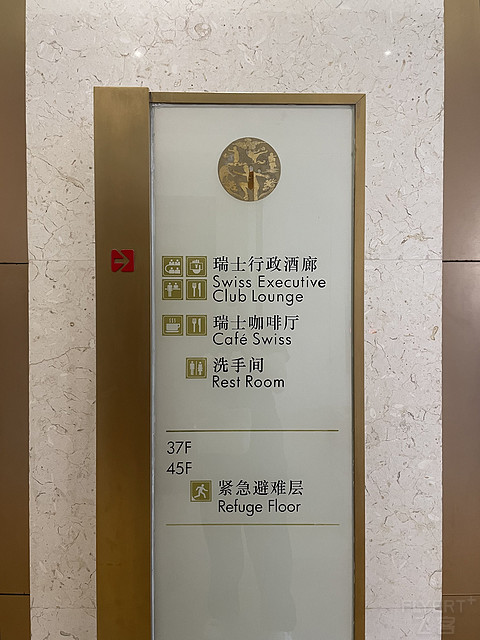 瑞士行政酒廊
Swiss Executive
Club Lounge
瑞士咖啡厅
Café Swiss
洗手间
Rest Room
37F
45F
紧急避难层
Refuge Floor